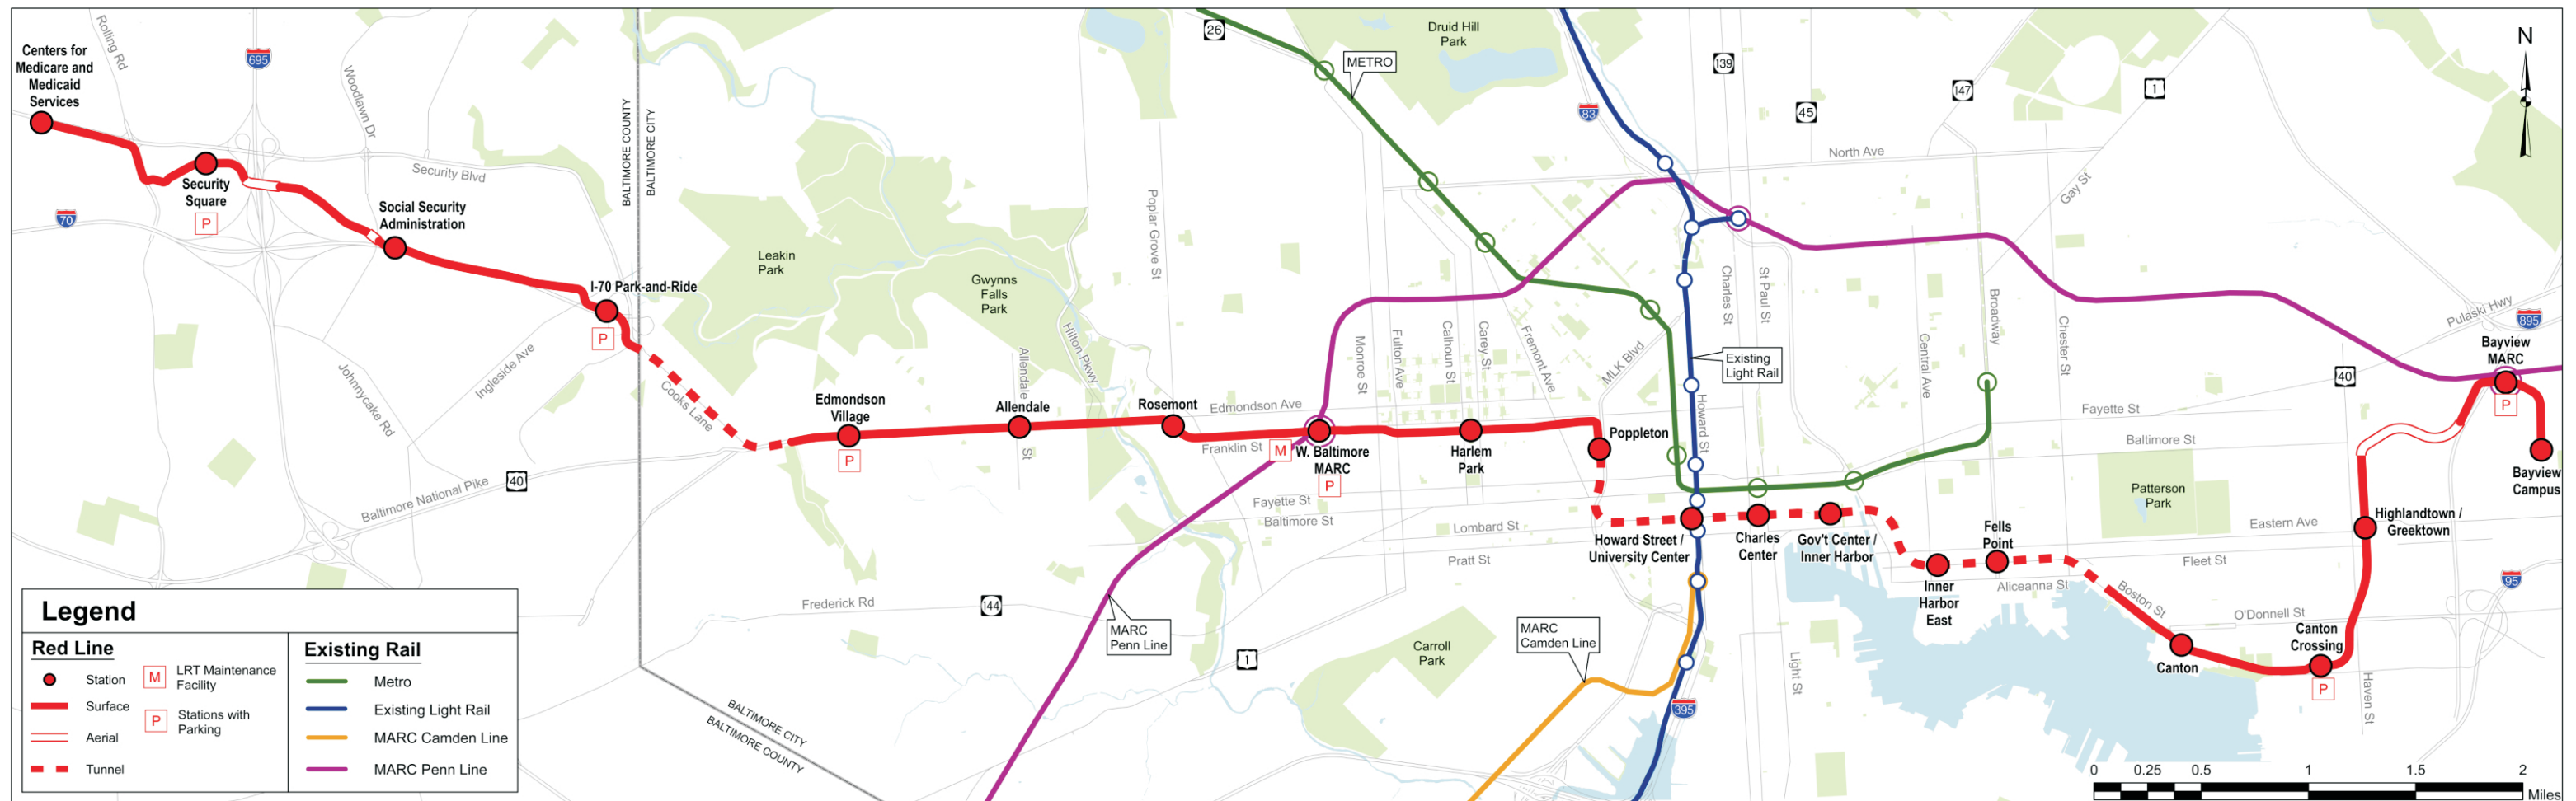 Centers for
Medicare and
Medicaid
Services
Rolling Rd
695
Woodlawn Dr
Security
Square
P
Security Blvd
Social Security
Administration
70
I-70 Park-and-Ride
P
BALTIMORE COUNTY
BALTIMORE CITY
Johnnycake Rd
Ingleside Ave
Cooks Lane
Baltimore National Pike
40
Leakin
Park
Gwynns
Falls
Park
Edmondson
Village
P
Allendale
Allendale
St
Hilton Pkwy
Poplar Grove St
Rosemont
Edmondson Ave
Franklin St
M
W. Baltimore
MARC
P
Fayette St
Baltimore St
Frederick Rd
144
MARC
Penn Line
1
BALTIMORE CITY
BALTIMORE COUNTY
26
METRO
Druid Hill
Park
83
139
45
147
1
North Ave
Gay St
Monroe St
Fulton Ave
Calhoun St
Carey St
Fremont Ave
MLK Blvd
Existing
Light Rail
Howard St
Charles St
St Paul St
Central Ave
Broadway
Chester St
Harlem
Park
Poppleton
Lombard St
Pratt St
Howard Street /
University Center
Charles
Center
Gov't Center /
Inner Harbor
Inner
Harbor
East
Fells
Point
Aliceanna St
Carroll
Park
MARC
Camden Line
395
Light St
Patterson
Park
Fayette St
Baltimore St
Eastern Ave
Fleet St
Boston St
O'Donnell St
Canton
Canton
Crossing
P
Haven St
Highlandtown /
Greektown
95
40
Pulaski Hwy
895
Bayview
MARC
P
Bayview
Campus
N
Legend
Red Line
Station
Surface
Aerial
Tunnel
M
LRT Maintenance
Facility
P
Stations with
Parking
Existing Rail
Metro
Existing Light Rail
MARC Camden Line
MARC Penn Line
0 0.25 0.5 1 1.5 2
Miles